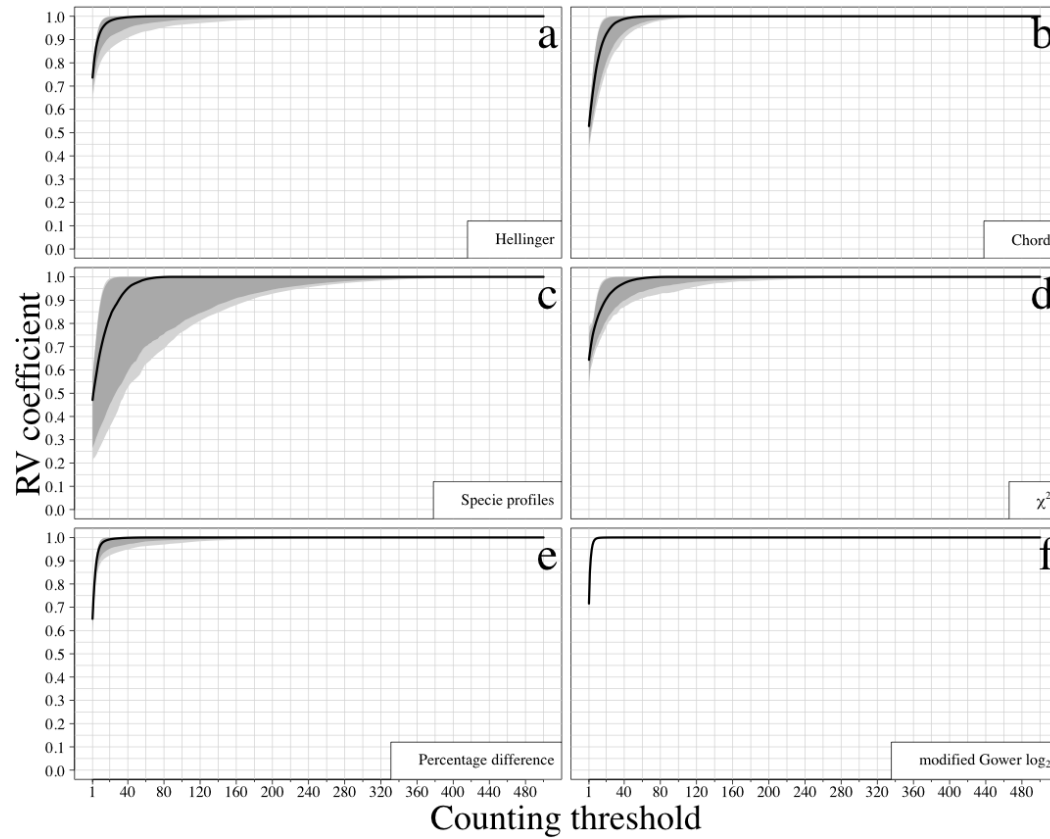 1.0
0.9
0.8
0.7
0.6
0.5
0.4
0.3
0.2
0.1
0.0
a
Hellinger
b
Chord
1.0
0.9
0.8
0.7
0.6
0.5
0.4
0.3
0.2
0.1
0.0
c
Specie profiles
d
χ²
RV coefficient
1.0
0.9
0.8
0.7
0.6
0.5
0.4
0.3
0.2
0.1
0.0
e
Percentage difference
f
modified Gower log₂
1 40 80 120 160 200 240 280 320 360 400 440 480
1 40 80 120 160 200 240 280 320 360 400 440 480
Counting threshold